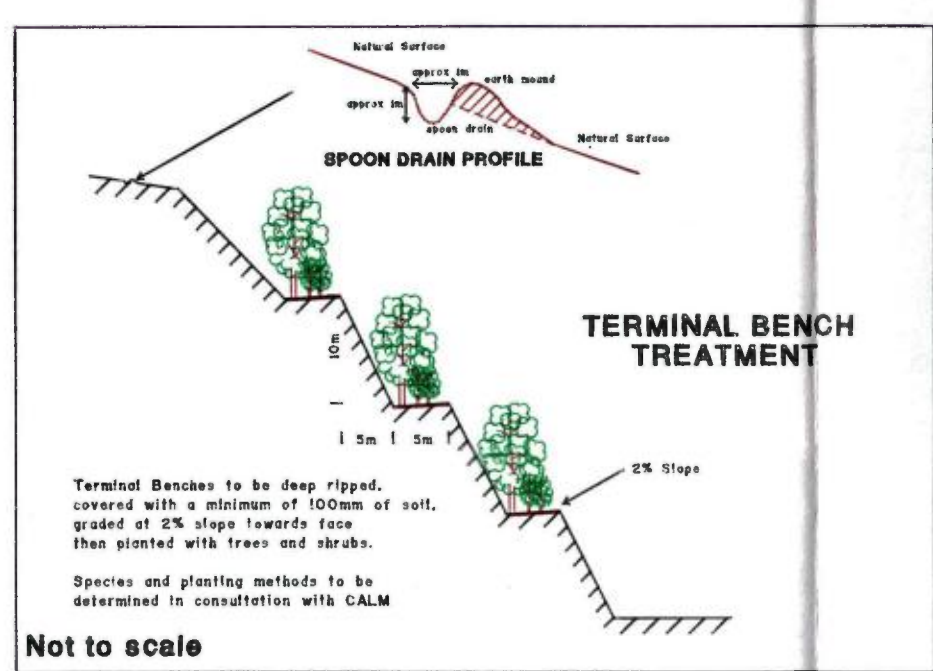 Natural Surface
approx 1m
earth mound
approx 1m
spoon drain
Natural Surface
SPOON DRAIN PROFILE
TERMINAL BENCH
TREATMENT
10m
5m
5m
2% Slope
Terminal Benches to be deep ripped,
covered with a minimum of 100mm of soil,
graded at 2% slope towards face
then planted with trees and shrubs.
Species and planting methods to be
determined in consultation with CALM
Not to scale